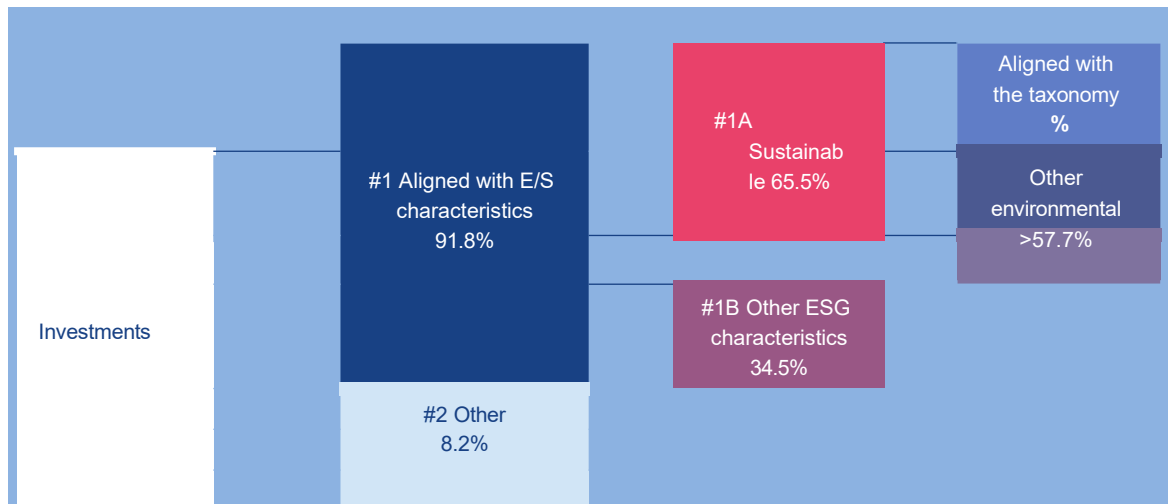 Investments
#1 Aligned with E/S
characteristics
91.8%
#2 Other
8.2%
#1A
Sustainab
le 65.5%
#1B Other ESG
characteristics
34.5%
Aligned with
the taxonomy
%
Other
environmental
>57.7%